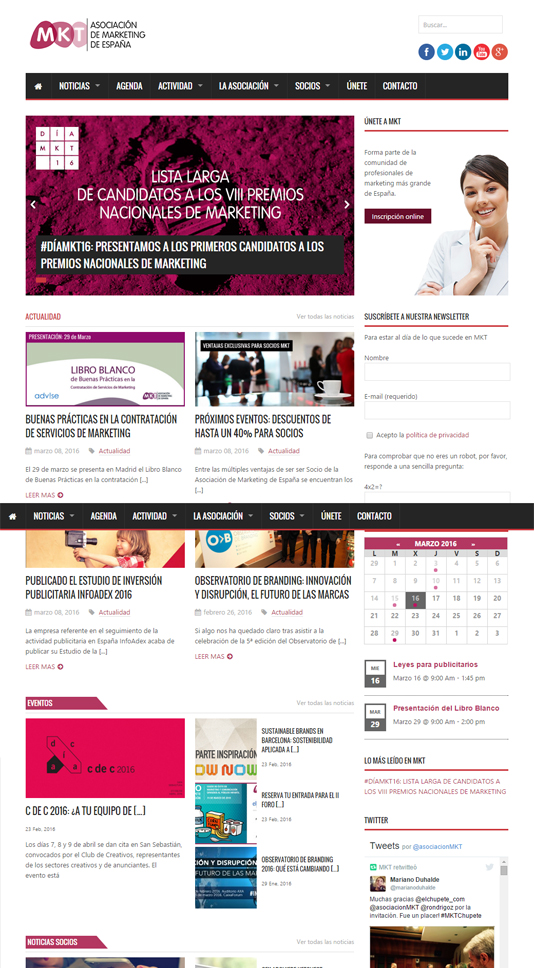 MKT ASOCIACIÓN
DE MARKETING
DE ESPAÑA
Buscar...
NOTICIAS AGENDA ACTIVIDAD LA ASOCIACIÓN SOCIOS ÚNETE CONTACTO
DÍA
MKT
16
LISTA LARGA
DE CANDIDATOS A LOS VIII PREMIOS
NACIONALES DE MARKETING
#DÍAMKT16: PRESENTAMOS A LOS PRIMEROS CANDIDATOS A LOS
PREMIOS NACIONALES DE MARKETING
ÚNETE A MKT
Forma parte de la
comunidad de
profesionales de
marketing más grande
de España.
Inscripción online
ACTUALIDAD
Ver todas las noticias
PRESENTACIÓN: 29 de Marzo
LIBRO BLANCO
de Buenas Prácticas en la
Contratación de Servicios de Marketing
MKT
VENTAJAS EXCLUSIVAS PARA SOCIOS MKT
BUENAS PRÁCTICAS EN LA CONTRATACIÓN
DE SERVICIOS DE MARKETING
marzo 08, 2016 Actualidad
El 29 de marzo se presenta en Madrid el Libro Blanco
de Buenas Prácticas en la contratación [...]
LEER MAS
PRÓXIMOS EVENTOS: DESCUENTOS DE
HASTA UN 40% PARA SOCIOS
marzo 08, 2016 Actualidad
Entre las múltiples ventajas de ser ser Socio de la
Asociación de Marketing de España se encuentran los
[...]
SUSCRÍBETE A NUESTRA NEWSLETTER
Para estar al día de lo que sucede en MKT
Nombre
E-mail (requerido)
Acepto la política de privacidad
Para comprobar que no eres un robot, por favor,
responde a una sencilla pregunta:
4x2=?
NOTICIAS AGENDA ACTIVIDAD LA ASOCIACIÓN SOCIOS ÚNETE CONTACTO
PUBLICADO EL ESTUDIO DE INVERSIÓN
PUBLICITARIA INFOADEX 2016
marzo 08, 2016 Actualidad
La empresa referente en el seguimiento de la
actividad publicitaria en España InfoAdex acaba de
publicar su Estudio de la [...]
LEER MAS
OBSERVATORIO DE BRANDING: INNOVACIÓN
Y DISRUPCIÓN, EL FUTURO DE LAS MARCAS
febrero 26, 2016 Actualidad
Si algo nos ha quedado claro tras asistir a la
celebración de la 5ª edición del Observatorio de [...]
LEER MAS
« MARZO 2016 »
L M X J V S D
29 1 2 3 4 5 6
7 8 9 10 11 12 13
14 15 16 17 18 19 20
21 22 23 24 25 26 27
28 29 30 31 1 2 3
MIE
16
Leyes para publicitarios
Marzo 16 @ 9:00 Am - 1:45 pm
MAR
29
Presentación del Libro Blanco
Marzo 29 @ 9:00 Am - 2:00 pm
EVENTOS
Ver todas las noticias
c de c 2016
C DE C 2016: ¿A TU EQUIPO DE [...]
23 Feb, 2016
Los días 7, 8 y 9 de abril se dan cita en San Sebastián,
convocados por el Club de Creativos, representantes
de los sectores creativos y de anunciantes. El
evento está
PARTE INSPIRACIÓN
OW NOW
SUSTAINABLE BRANDS EN
BARCELONA: SOSTENIBILIDAD
APLICADA A [...]
23 Feb, 2016
RESERVA TU ENTRADA PARA EL II
FORO [...]
2 Feb, 2016
OBSERVATORIO DE BRANDING
2016: QUÉ ESTÁ CAMBIANDO [...]
29 Ene, 2016
LO MÁS LEÍDO EN MKT
#DÍAMKT16: LISTA LARGA DE CANDIDATOS A
LOS VIII PREMIOS NACIONALES DE MARKETING
TWITTER
Tweets por @asociacionMKT
MKT retwitteó
Mariano Duhalde
@marianoduhalde
Muchas gracias @elchupete_com
@asociacionMKT @rondrigoz por la
invitación. Fue un placer! #MKTChupete
NOTICIAS SOCIOS
Ver todas las noticias